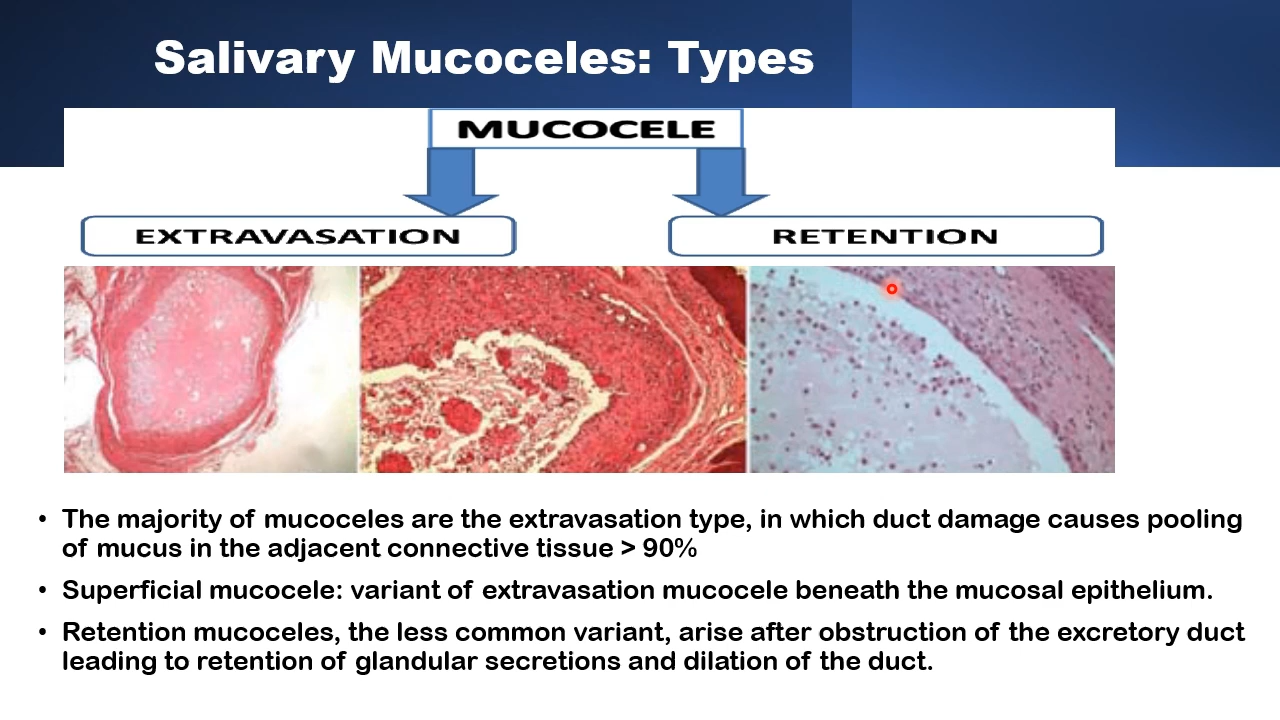 Salivary Mucoceles: Types
MUCOCELE
EXTRAVASATION
RETENTION
• The majority of mucoceles are the extravasation type, in which duct damage causes pooling
of mucus in the adjacent connective tissue > 90%
• Superficial mucocele: variant of extravasation mucocele beneath the mucosal epithelium.
• Retention mucoceles, the less common variant, arise after obstruction of the excretory duct
leading to retention of glandular secretions and dilation of the duct.